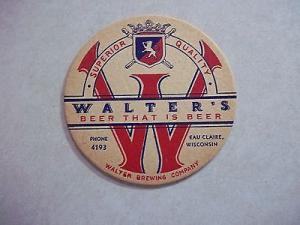 SUPERIOR QUALITY
W
WALTER'S
BEER THAT IS BEER
PHONE
4193
EAU CLAIRE,
WISCONSIN
WALTER BREWING COMPANY